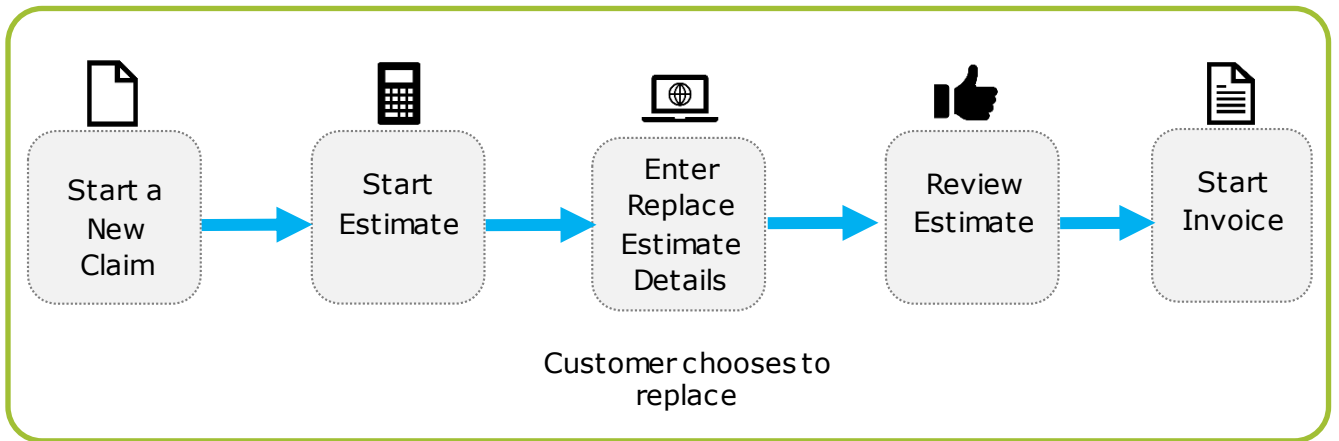 Start a
New
Claim
Start
Estimate
Enter
Replace
Estimate
Details
Review
Estimate
Start
Invoice
Customer chooses to
replace